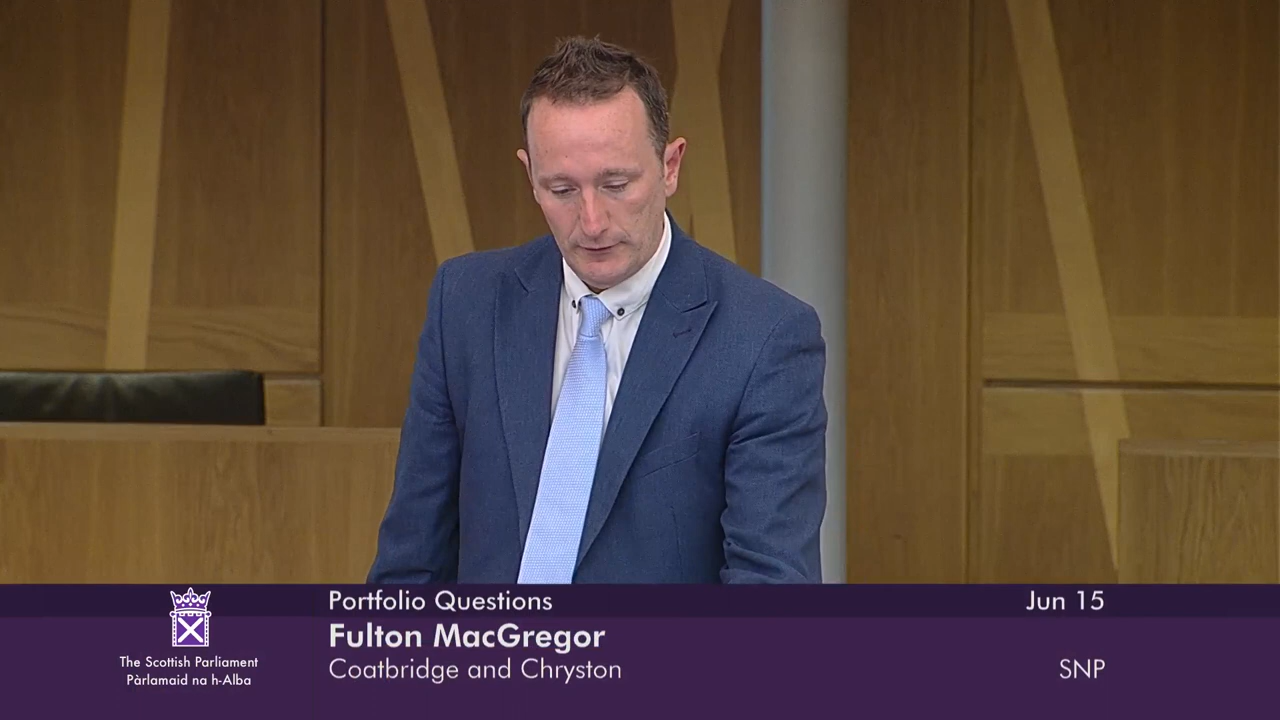 Portfolio Questions Jun 15
Fulton MacGregor
Coatbridge and Chryston SNP
The Scottish Parliament
Pàrlamaid na h-Alba